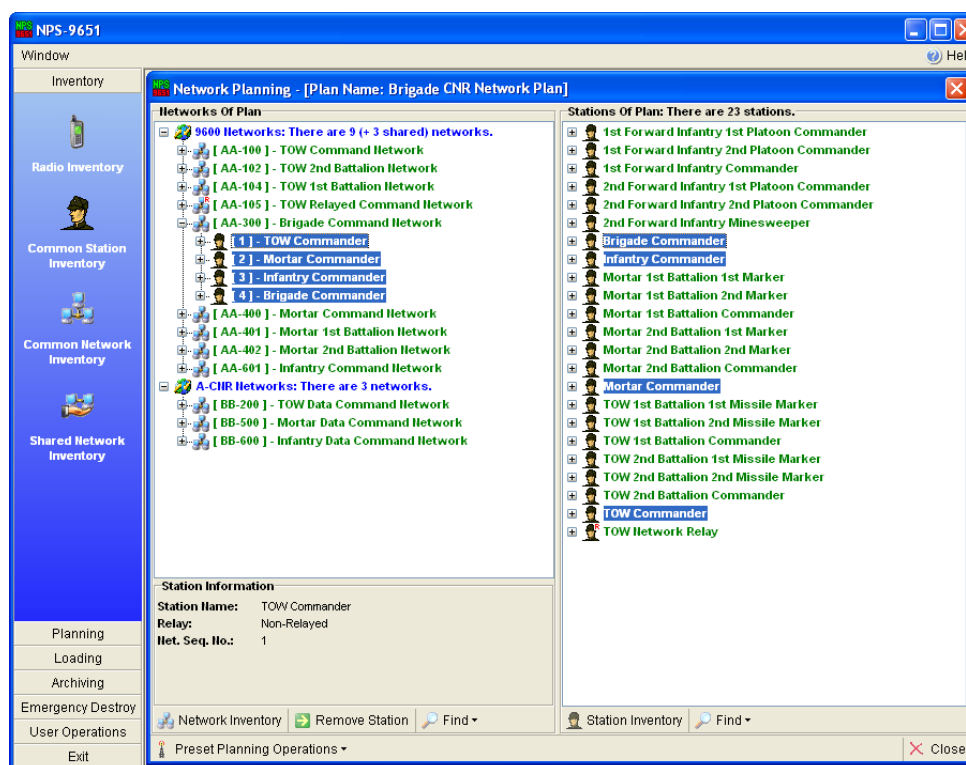 NPS-9651
Window
Hel
Inventory
Radio Inventory
Common Station
Inventory
Common Network
Inventory
Shared Network
Inventory
Planning
Loading
Archiving
Emergency Destroy
User Operations
Exit
Network Planning - [Plan Name: Brigade CNR Network Plan]
Networks Of Plan
9600 Networks: There are 9 (+ 3 shared) networks.
[ AA-100 ] - TOW Command Network
[ AA-102 ] - TOW 2nd Battalion Network
[ AA-104 ] - TOW 1st Battalion Network
[ AA-105 ] - TOW Relayed Command Network
[ AA-300 ] - Brigade Command Network
[ 1 ] - TOW Commander
[ 2 ] - Mortar Commander
[ 3 ] - Infantry Commander
[ 4 ] - Brigade Commander
[ AA-400 ] - Mortar Command Network
[ AA-401 ] - Mortar 1st Battalion Network
[ AA-402 ] - Mortar 2nd Battalion Network
[ AA-601 ] - Infantry Command Network
A-CNR Networks: There are 3 networks.
[ BB-200 ] - TOW Data Command Network
[ BB-500 ] - Mortar Data Command Network
[ BB-600 ] - Infantry Data Command Network
Station Information
Station Name: TOW Commander
Relay: Non-Relayed
Net. Seq. No.: 1
Network Inventory Remove Station Find
Stations Of Plan: There are 23 stations.
1st Forward Infantry 1st Platoon Commander
1st Forward Infantry 2nd Platoon Commander
1st Forward Infantry Commander
2nd Forward Infantry 1st Platoon Commander
2nd Forward Infantry 2nd Platoon Commander
2nd Forward Infantry Minesweeper
Brigade Commander
Infantry Commander
Mortar 1st Battalion 1st Marker
Mortar 1st Battalion 2nd Marker
Mortar 1st Battalion Commander
Mortar 2nd Battalion 1st Marker
Mortar 2nd Battalion 2nd Marker
Mortar 2nd Battalion Commander
Mortar Commander
TOW 1st Battalion 1st Missile Marker
TOW 1st Battalion 2nd Missile Marker
TOW 1st Battalion Commander
TOW 2nd Battalion 1st Missile Marker
TOW 2nd Battalion 2nd Missile Marker
TOW 2nd Battalion Commander
TOW Commander
TOW Network Relay
Station Inventory Find
Preset Planning Operations
Close